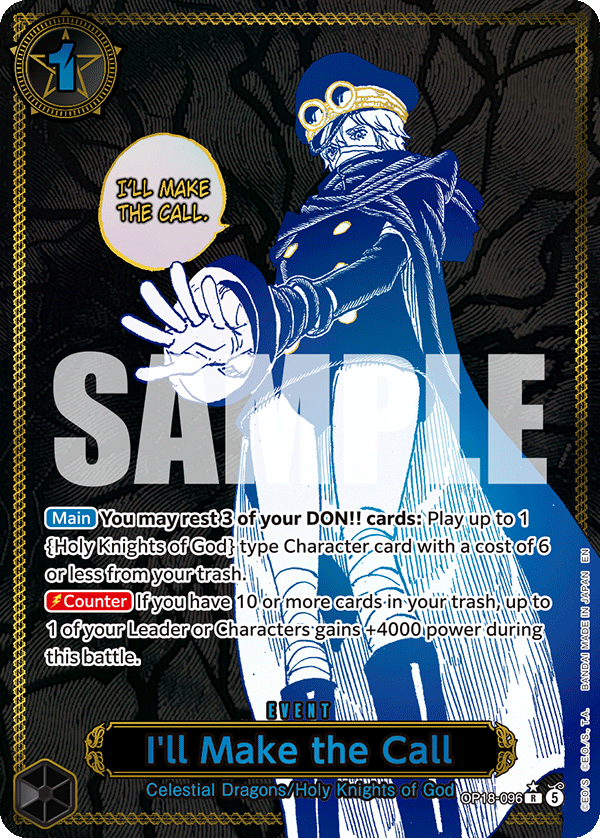 1
I'LL MAKE
THE CALL.
SAMPLE
Main You may rest 3 of your DON!! cards: Play up to 1
{Holy Knights of God} type Character card with a cost of 6
or less from your trash.
Counter If you have 10 or more cards in your trash, up to
1 of your Leader or Characters gains +4000 power during
this battle.
EVENT
I'll Make the Call
Celestial Dragons/Holy Knights of God
OP18-096 R 5
©EO/S ©E.O./S, T.A. BANDAI MADE IN JAPAN EN